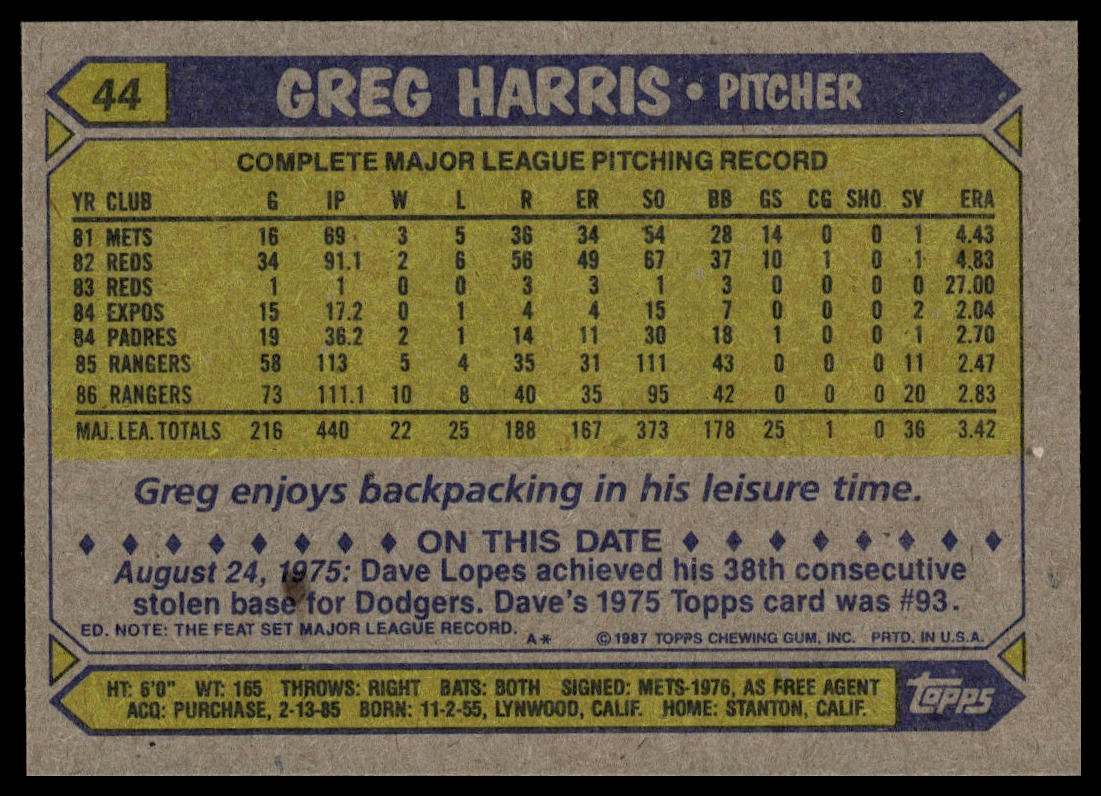 44 GREG HARRIS • PITCHER
COMPLETE MAJOR LEAGUE PITCHING RECORD
YR CLUB G IP W L R ER SO BB GS CG SHO SV ERA
81 METS 16 69 3 5 36 34 54 28 14 0 0 1 4.43
82 REDS 34 91.1 2 6 56 49 67 37 10 1 0 1 4.83
83 REDS 1 1 0 0 3 3 1 3 0 0 0 0 27.00
84 EXPOS 15 17.2 0 1 4 4 15 7 0 0 0 2 2.04
84 PADRES 19 36.2 2 1 14 11 30 18 1 0 0 1 2.70
85 RANGERS 58 113 5 4 35 31 111 43 0 0 0 11 2.47
86 RANGERS 73 111.1 10 8 40 35 95 42 0 0 0 20 2.83
MAJ. LEA. TOTALS 216 440 22 25 188 167 373 178 25 1 0 36 3.42
Greg enjoys backpacking in his leisure time.
♦ ♦ ♦ ♦ ♦ ♦ ♦ ♦ ON THIS DATE ♦ ♦ ♦ ♦ ♦ ♦ ♦ ♦
August 24, 1975: Dave Lopes achieved his 38th consecutive
stolen base for Dodgers. Dave's 1975 Topps card was #93.
ED. NOTE: THE FEAT SET MAJOR LEAGUE RECORD. A* © 1987 TOPPS CHEWING GUM, INC. PRTD. IN U.S.A.
HT: 6'0" WT: 165 THROWS: RIGHT BATS: BOTH SIGNED: METS-1976, AS FREE AGENT
ACQ: PURCHASE, 2-13-85 BORN: 11-2-55, LYNWOOD, CALIF. HOME: STANTON, CALIF.
topps